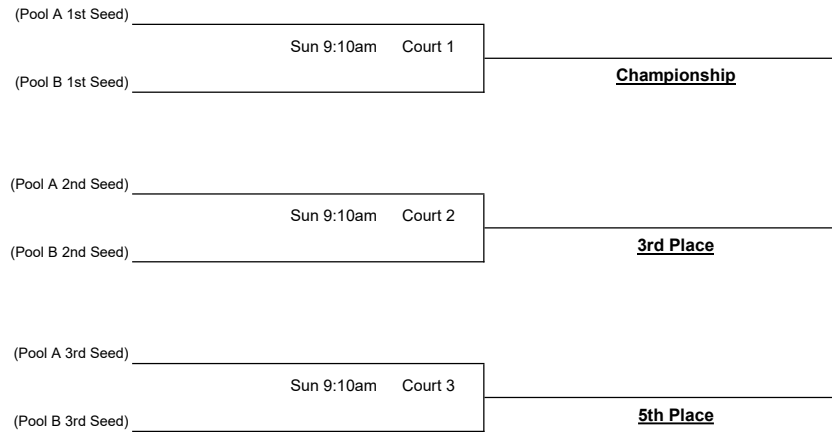 (Pool A 1st Seed)
Sun 9:10am Court 1
Championship
(Pool B 1st Seed)
(Pool A 2nd Seed)
Sun 9:10am Court 2
3rd Place
(Pool B 2nd Seed)
(Pool A 3rd Seed)
Sun 9:10am Court 3
5th Place
(Pool B 3rd Seed)